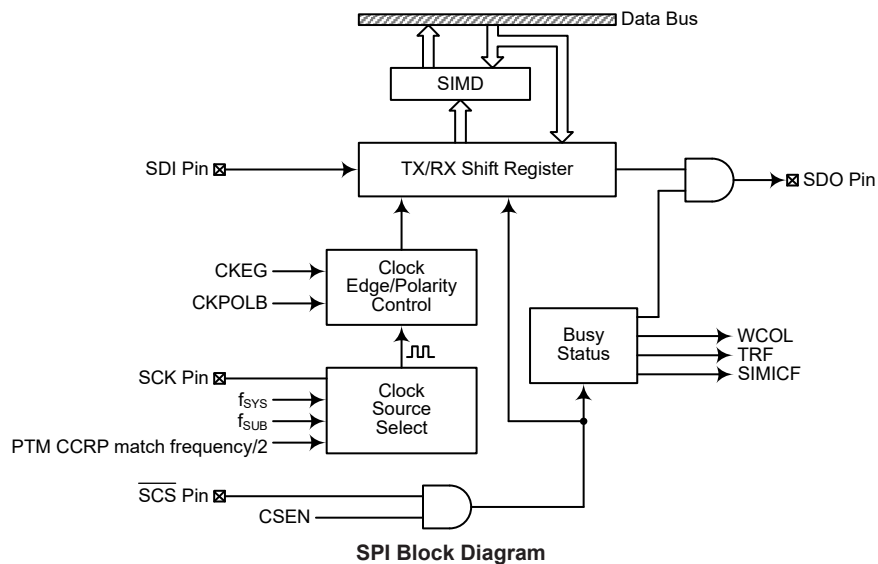 Data Bus
SIMD
SDI Pin
TX/RX Shift Register
SDO Pin
CKEG
CKPOLB
Clock
Edge/Polarity
Control
Busy
Status
WCOL
TRF
SIMICF
SCK Pin
fSYS
fSUB
PTM CCRP match frequency/2
Clock
Source
Select
SCS Pin
CSEN
SPI Block Diagram